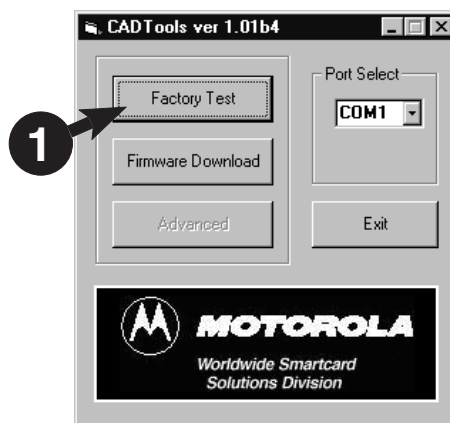 CADTools ver 1.01b4
1
Factory Test
Firmware Download
Advanced
Port Select
COM1
Exit
MOTOROLA
Worldwide Smartcard
Solutions Division